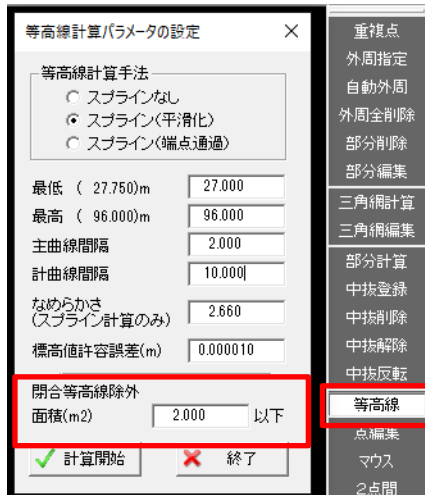 等高線計算パラメータの設定 ×
等高線計算手法
スプラインなし
スプライン(平滑化)
スプライン(端点通過)
最低 ( 27.750)m 27.000
最高 ( 96.000)m 96.000
主曲線間隔 2.000
計曲線間隔 10.000
なめらかさ
(スプライン計算のみ) 2.660
標高値許容誤差(m) 0.000010
閉合等高線除外
面積(m2) 2.000 以下
計算開始 終了
重複点
外周指定
自動外周
外周全削除
部分削除
部分編集
三角網計算
三角網編集
部分計算
中抜登録
中抜削除
中抜解除
中抜反転
等高線
点編集
マウス
2点間